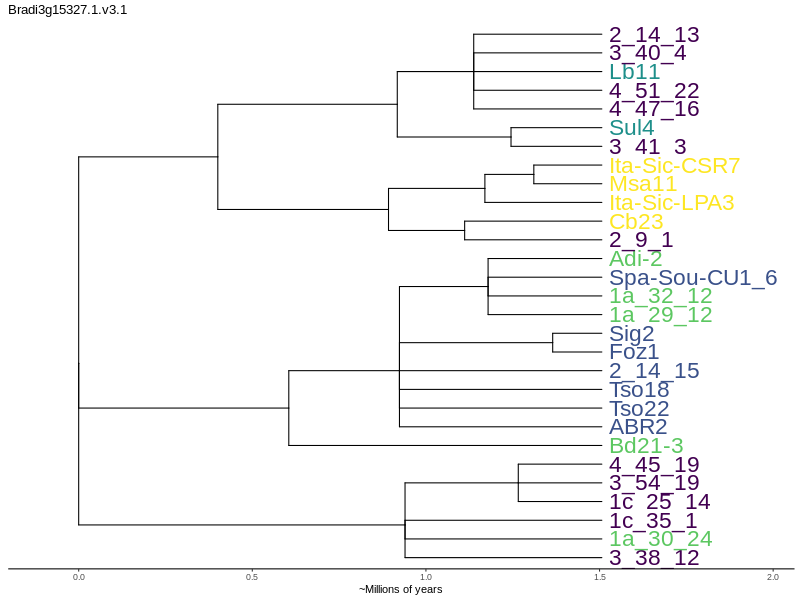 Bradi3g15327.1.v3.1
2_14_13
3_40_4
Lb11
4_51_22
4_47_16
Sul4
3_41_3
Ita-Sic-CSR7
Msa11
Ita-Sic-LPA3
Cb23
2_9_1
Adi-2
Spa-Sou-CU1_6
1a_32_12
1a_29_12
Sig2
Foz1
2_14_15
Tso18
Tso22
ABR2
Bd21-3
4_45_19
3_54_19
1c_25_14
1c_35_1
1a_30_24
3_38_12
0.0 0.5 1.0 1.5 2.0
~Millions of years